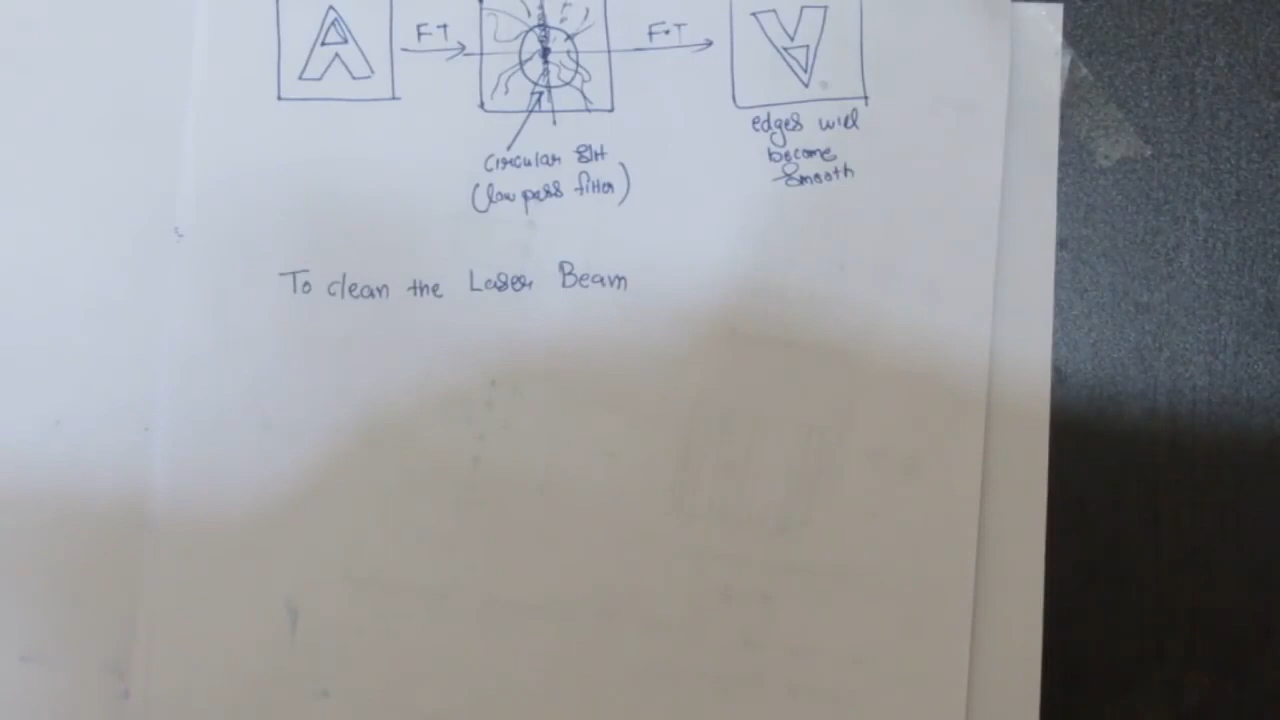 A F.T F.T A
circular slit
(low pass filter)
edges will
become
smooth
To clean the Laser Beam